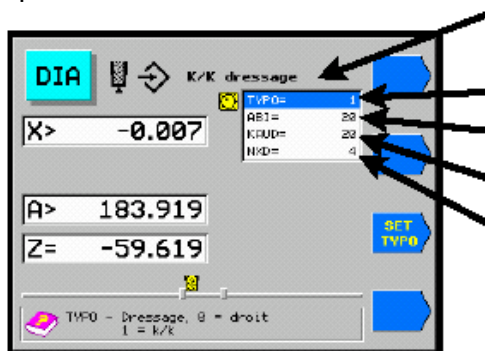 DIA K/K dressage
TYPO= 1
ABI= 20
KAUD= 20
NXD= 4
X> -0.007
A> 183.919
Z= -59.619
SET
TYPO
TYPO - Dressage, 0 = droit
1 = k/k